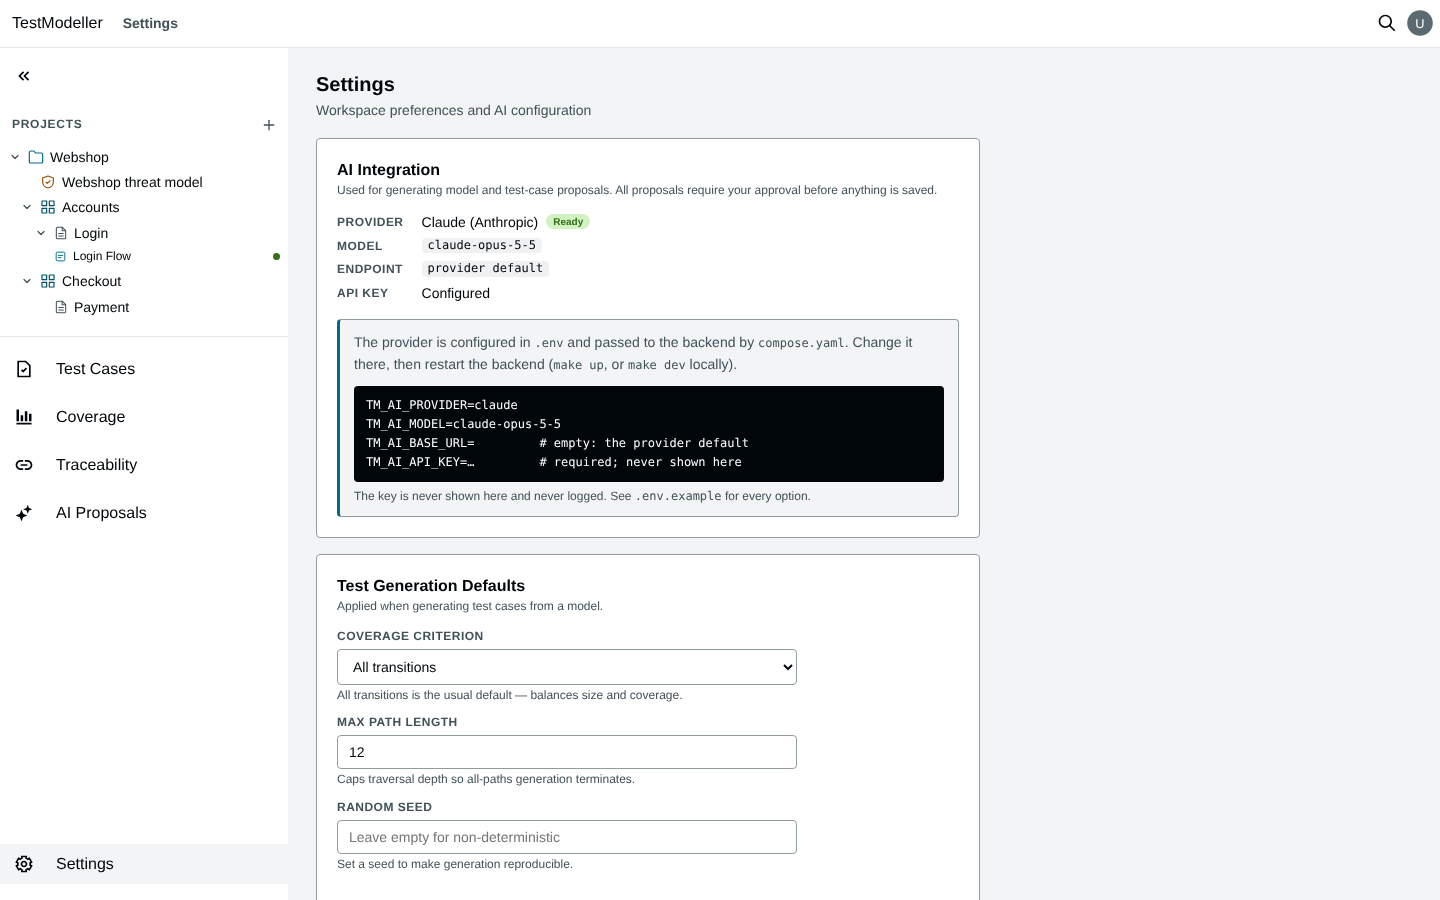 TestModeller
Settings
U
PROJECTS
Webshop
Webshop threat model
Accounts
Login
Login Flow
Checkout
Payment
Test Cases
Coverage
Traceability
AI Proposals
Settings
Settings
Workspace preferences and AI configuration
AI Integration
Used for generating model and test-case proposals. All proposals require your approval before anything is saved.
PROVIDER Claude (Anthropic) Ready
MODEL claude-opus-5-5
ENDPOINT provider default
API KEY Configured
The provider is configured in .env and passed to the backend by compose.yaml. Change it
there, then restart the backend (make up, or make dev locally).
TM_AI_PROVIDER=claude
TM_AI_MODEL=claude-opus-5-5
TM_AI_BASE_URL= # empty: the provider default
TM_AI_API_KEY=… # required; never shown here
The key is never shown here and never logged. See .env.example for every option.
Test Generation Defaults
Applied when generating test cases from a model.
COVERAGE CRITERION
All transitions
All transitions is the usual default — balances size and coverage.
MAX PATH LENGTH
12
Caps traversal depth so all-paths generation terminates.
RANDOM SEED
Leave empty for non-deterministic
Set a seed to make generation reproducible.